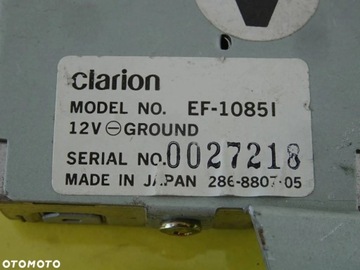 clarion
MODEL NO. EF-1085I
12V ⊖ GROUND
SERIAL NO. 0027218
MADE IN JAPAN 286-8807-05
OTOMOTO